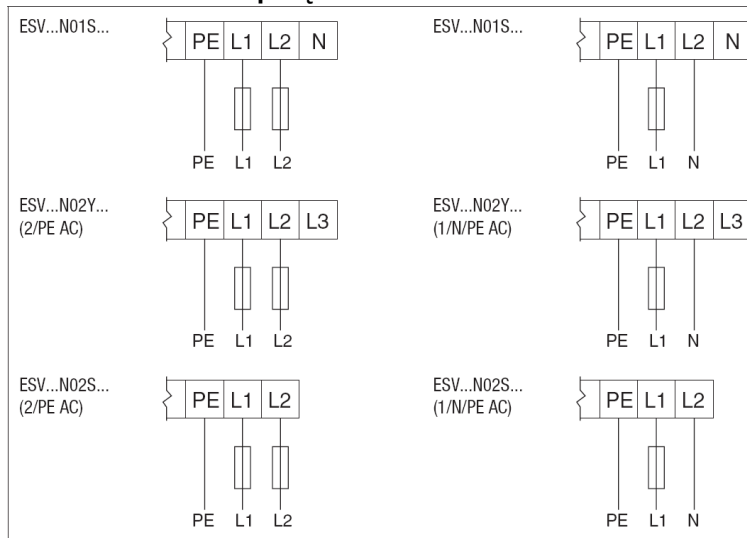 ESV...N01S...
PE L1 L2 N
PE L1 L2
ESV...N01S...
PE L1 L2 N
PE L1 N
ESV...N02Y...
(2/PE AC)
PE L1 L2 L3
PE L1 L2
ESV...N02Y...
(1/N/PE AC)
PE L1 L2 L3
PE L1 N
ESV...N02S...
(2/PE AC)
PE L1 L2
PE L1 L2
ESV...N02S...
(1/N/PE AC)
PE L1 L2
PE L1 N